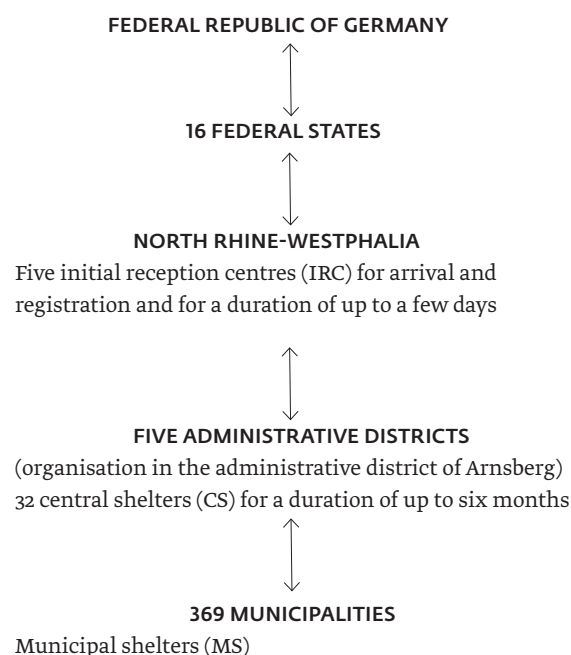 FEDERAL REPUBLIC OF GERMANY
16 FEDERAL STATES
NORTH RHINE-WESTPHALIA
Five initial reception centres (IRC) for arrival and
registration and for a duration of up to a few days
FIVE ADMINISTRATIVE DISTRICTS
(organisation in the administrative district of Arnsberg)
32 central shelters (CS) for a duration of up to six months
369 MUNICIPALITIES
Municipal shelters (MS)